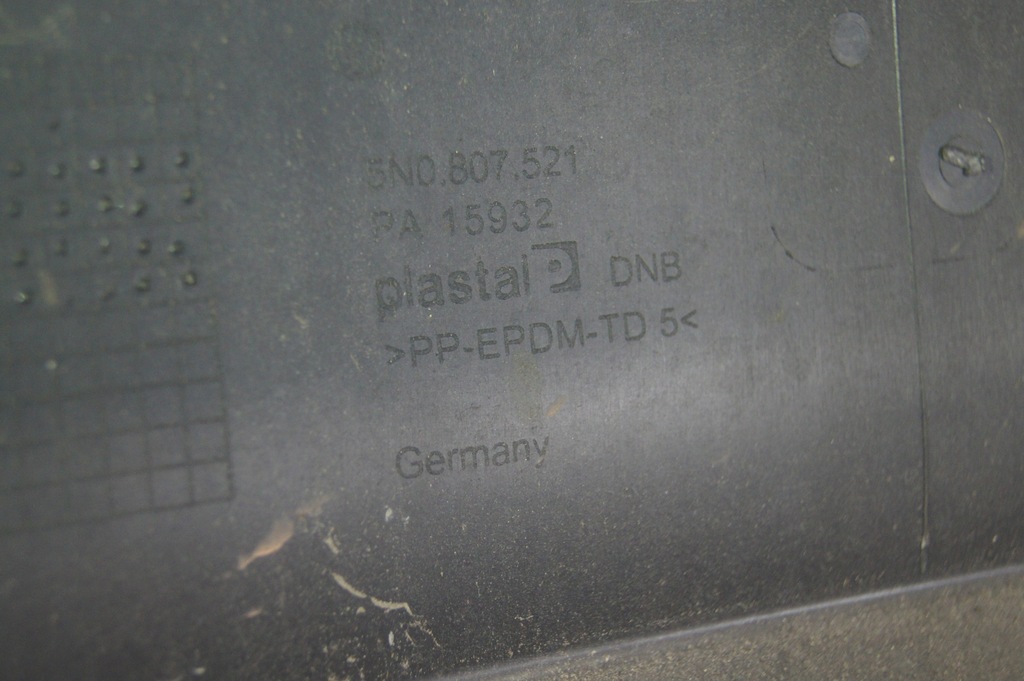 5N0.807.521
PA 15932
plastal DNB
>PP-EPDM-TD 5<
Germany